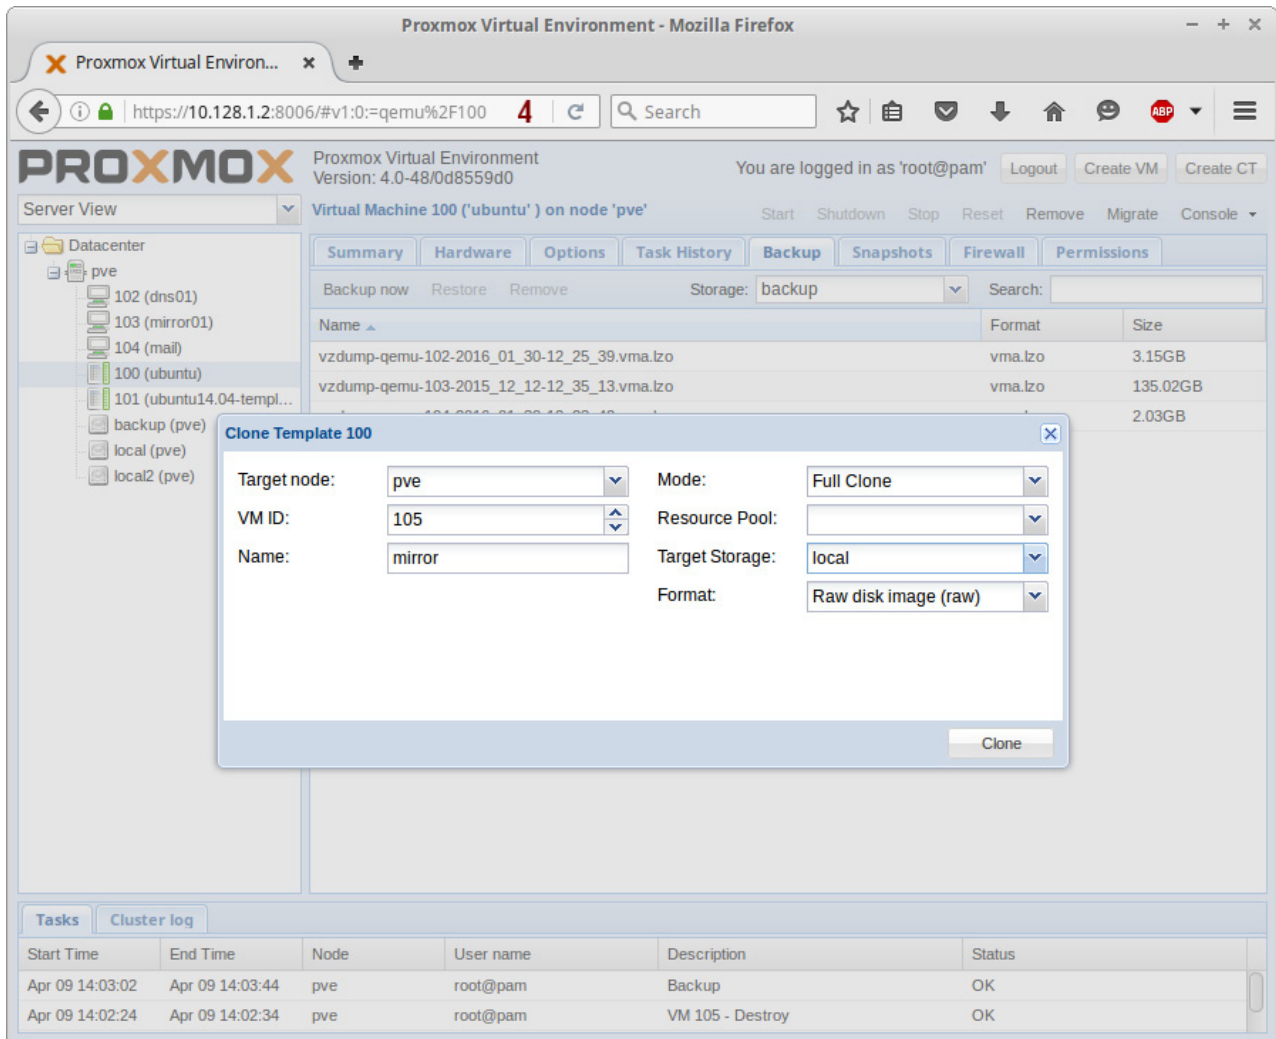 Proxmox Virtual Environment - Mozilla Firefox
Proxmox Virtual Environ...
https://10.128.1.2:8006/#v1:0:=qemu%2F100 4 Search ABP
PROXMOX
Proxmox Virtual Environment
Version: 4.0-48/0d8559d0
You are logged in as 'root@pam' Logout Create VM Create CT
Server View
Virtual Machine 100 ('ubuntu' ) on node 'pve'
Start Shutdown Stop Reset Remove Migrate Console
Datacenter
pve
102 (dns01)
103 (mirror01)
104 (mail)
100 (ubuntu)
101 (ubuntu14.04-templ...
backup (pve)
local (pve)
local2 (pve)
Summary Hardware Options Task History Backup Snapshots Firewall Permissions
Backup now Restore Remove Storage: backup Search:
Name Format Size
vzdump-qemu-102-2016_01_30-12_25_39.vma.lzo vma.lzo 3.15GB
vzdump-qemu-103-2015_12_12-12_35_13.vma.lzo vma.lzo 135.02GB
2.03GB
Clone Template 100
Target node: pve
VM ID: 105
Name: mirror
Mode: Full Clone
Resource Pool:
Target Storage: local
Format: Raw disk image (raw)
Clone
Tasks Cluster log
Start Time End Time Node User name Description Status
Apr 09 14:03:02 Apr 09 14:03:44 pve root@pam Backup OK
Apr 09 14:02:24 Apr 09 14:02:34 pve root@pam VM 105 - Destroy OK